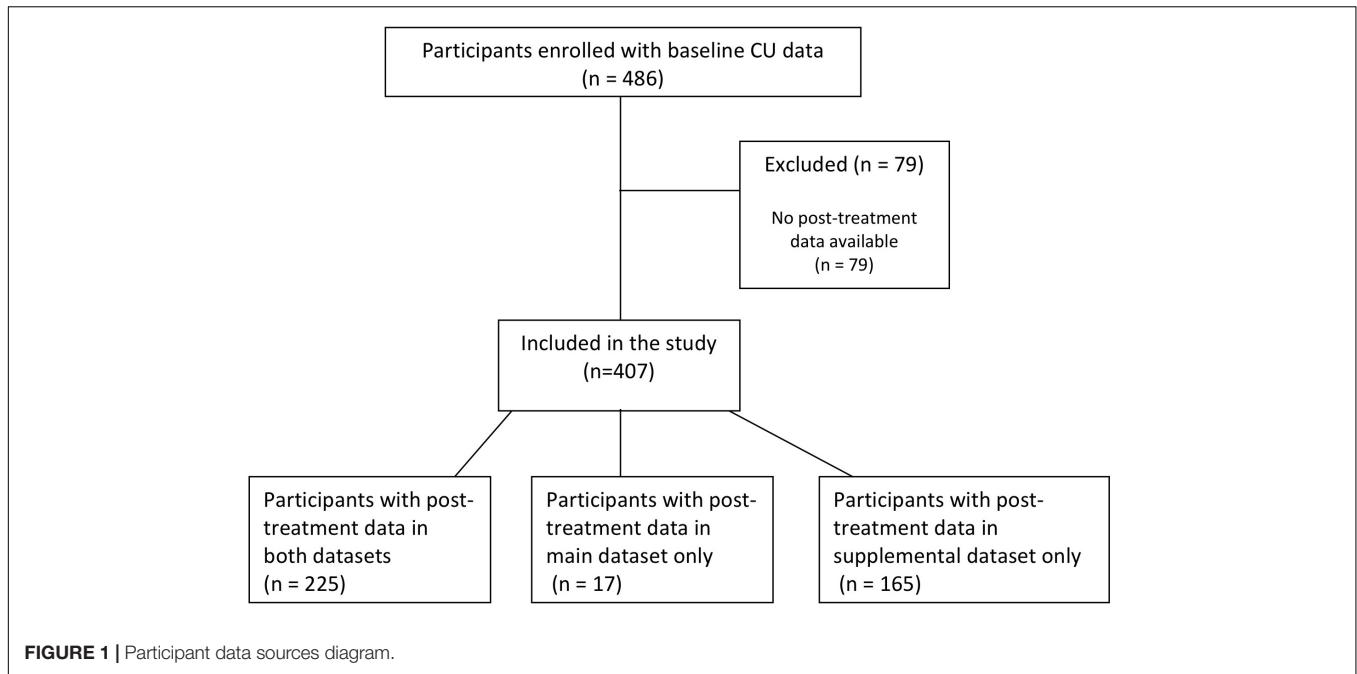 Participants enrolled with baseline CU data
(n = 486)
Excluded (n = 79)
No post-treatment
data available
(n = 79)
Included in the study
(n=407)
Participants with post-
treatment data in
both datasets
(n = 225)
Participants with post-
treatment data in
main dataset only
(n = 17)
Participants with post-
treatment data in
supplemental dataset only
(n = 165)
FIGURE 1 | Participant data sources diagram.